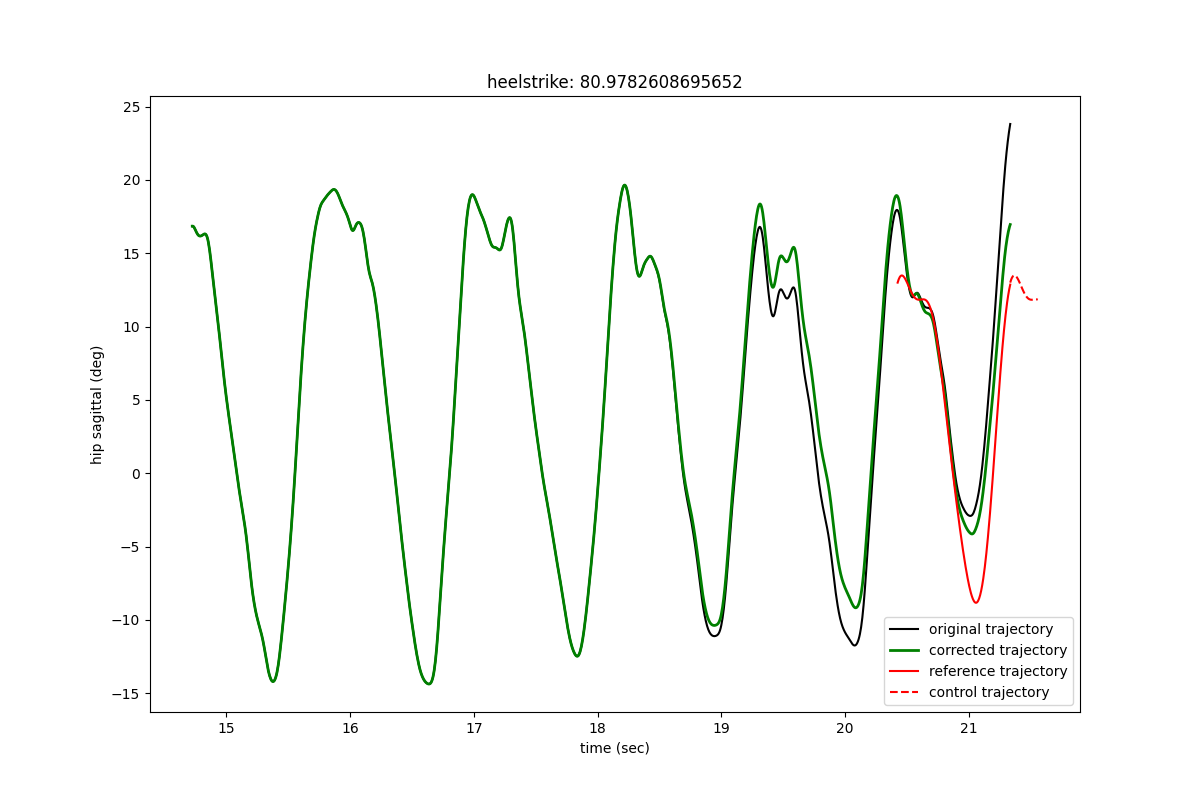 heelstrike: 80.9782608695652
25
20
15
10
5
0
−5
−10
−15
hip sagittal (deg)
original trajectory
corrected trajectory
reference trajectory
control trajectory
15 16 17 18 19 20 21
time (sec)